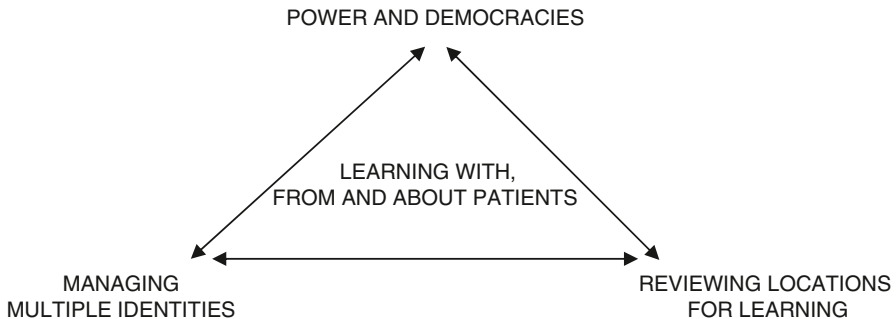 POWER AND DEMOCRACIES
LEARNING WITH,
FROM AND ABOUT PATIENTS
MANAGING
MULTIPLE IDENTITIES
REVIEWING LOCATIONS
FOR LEARNING